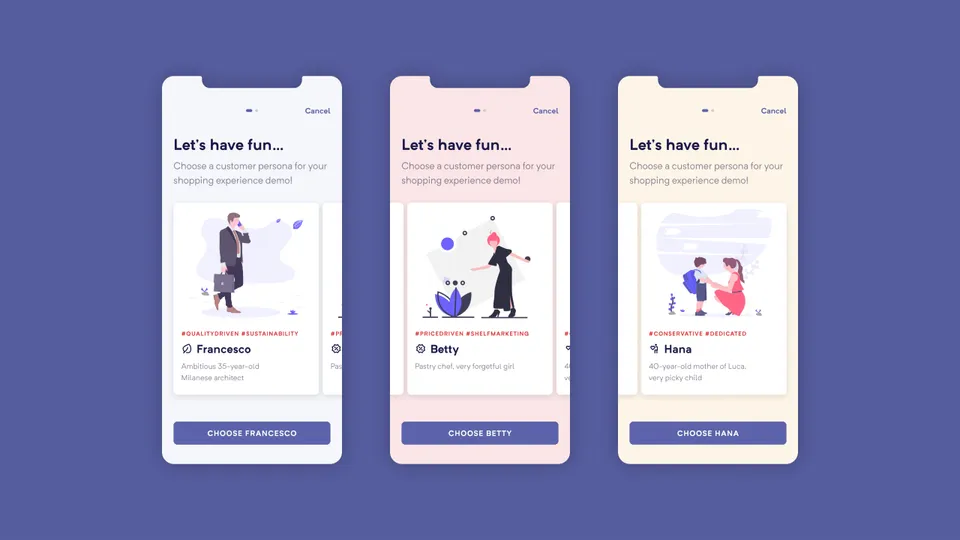 Cancel
Let's have fun...
Choose a customer persona for your
shopping experience demo!
#QUALITYDRIVEN #SUSTAINABILITY
Francesco
Ambitious 35-year-old
Milanese architect
CHOOSE FRANCESCO
Cancel
Let's have fun...
Choose a customer persona for your
shopping experience demo!
#PRICEDRIVEN #SHELFMARKETING
Betty
Pastry chef, very forgetful girl
CHOOSE BETTY
Cancel
Let's have fun...
Choose a customer persona for your
shopping experience demo!
#CONSERVATIVE #DEDICATED
Hana
40-year-old mother of Luca,
very picky child
CHOOSE HANA